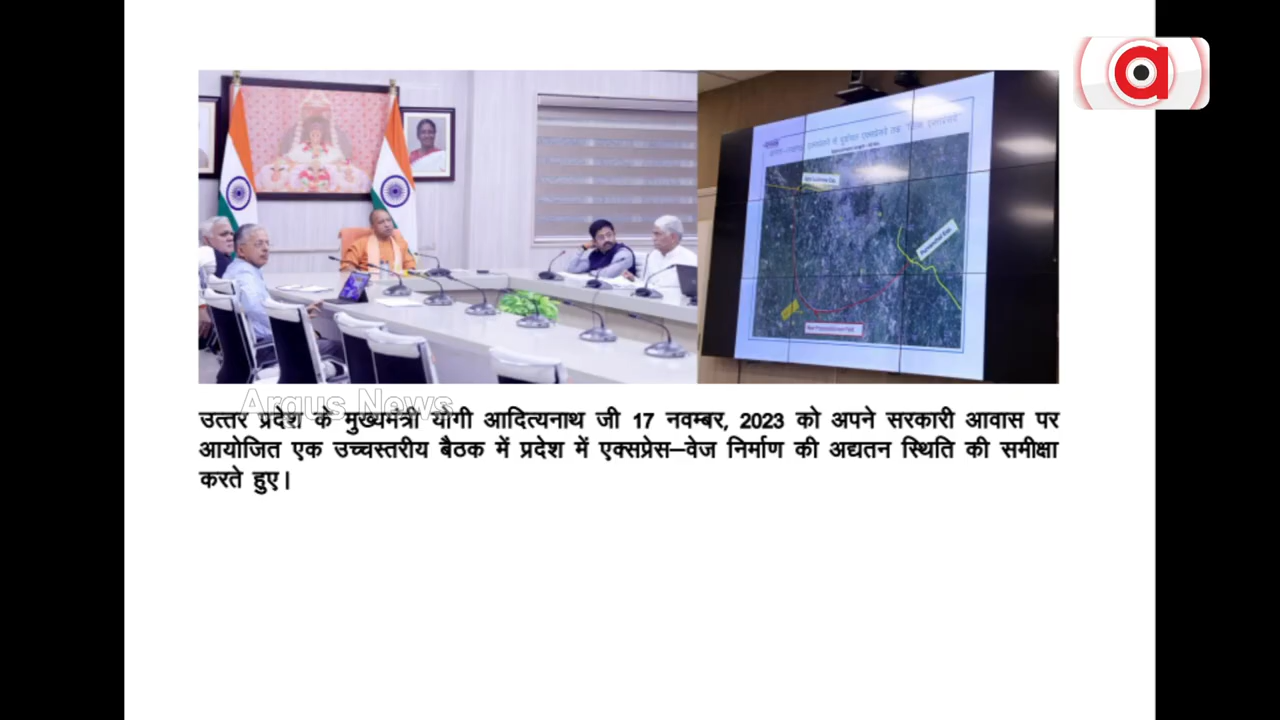 Argus News
उत्तर प्रदेश के मुख्यमंत्री योगी आदित्यनाथ जी 17 नवम्बर, 2023 को अपने सरकारी आवास पर
आयोजित एक उच्चस्तरीय बैठक में प्रदेश में एक्सप्रेस–वेज निर्माण की अद्यतन स्थिति की समीक्षा
करते हुए।